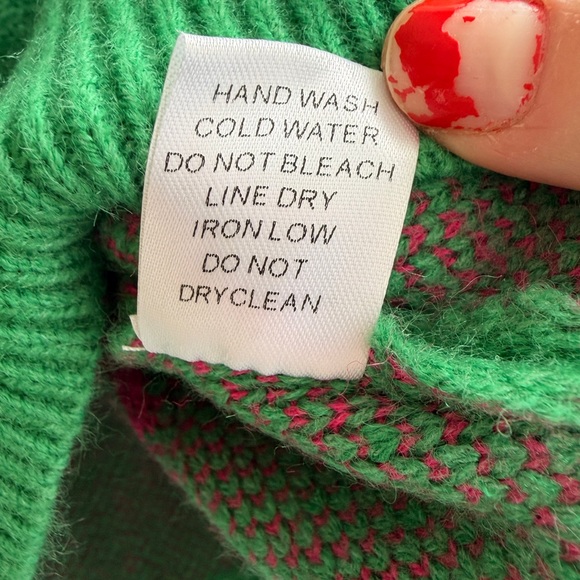 HAND WASH
COLD WATER
DO NOT BLEACH
LINE DRY
IRON LOW
DO NOT
DRYCLEAN